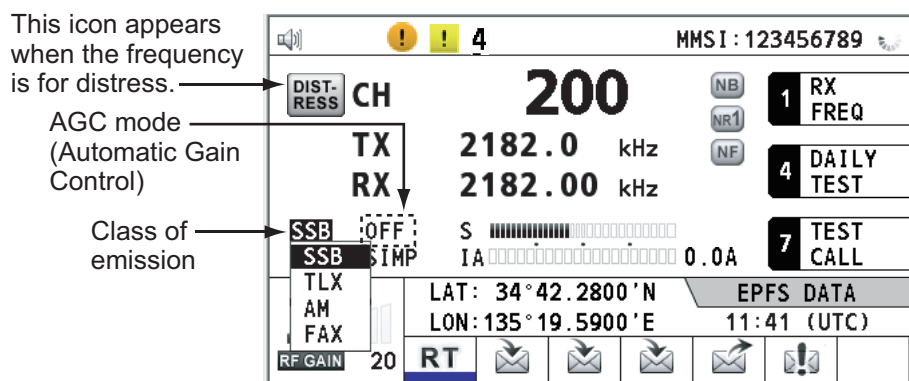 This icon appears
when the frequency
is for distress.
AGC mode
(Automatic Gain
Control)
Class of
emission
! ! 4 MMSI:123456789
DIST-
RESS CH 200
NB
NR1
NF
TX 2182.0 kHz
RX 2182.00 kHz
1 RX
FREQ
4 DAILY
TEST
7 TEST
CALL
SSB OFF S
SIMP IA 0.0A
SSB
TLX
AM
FAX
LAT: 34°42.2800'N EPFS DATA
LON:135°19.5900'E 11:41 (UTC)
RF GAIN 20 RT